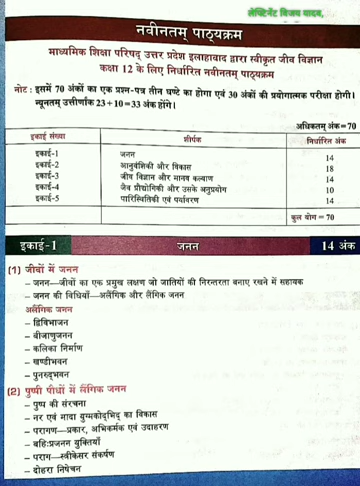 लेफ्टिनेंट विजय यादव,
नवीनतम् पाठ्यक्रम
माध्यमिक शिक्षा परिषद् उत्तर प्रदेश इलाहाबाद द्वारा स्वीकृत जीव विज्ञान
कक्षा 12 के लिए निर्धारित नवीनतम् पाठ्यक्रम
नोट : इसमें 70 अंकों का एक प्रश्न-पत्र तीन घण्टे का होगा एवं 30 अंकों की प्रयोगात्मक परीक्षा होगी।
न्यूनतम् उत्तीर्णांक 23 + 10 = 33 अंक होंगे।
अधिकतम् अंक = 70
इकाई संख्या शीर्षक निर्धारित अंक
इकाई-1 जनन 14
इकाई-2 आनुवंशिकी और विकास 18
इकाई-3 जीव विज्ञान और मानव कल्याण 14
इकाई-4 जैव प्रौद्योगिकी और उसके अनुप्रयोग 10
इकाई-5 पारिस्थितिकी एवं पर्यावरण 14
कुल योग = 70
इकाई-1 जनन 14 अंक
(1) जीवों में जनन
– जनन—जीवों का एक प्रमुख लक्षण जो जातियों की निरन्तरता बनाए रखने में सहायक
– जनन की विधियाँ—अलैंगिक और लैंगिक जनन
अलैंगिक जनन
– द्विविभाजन
– बीजाणुजनन
– कलिका निर्माण
– खण्डीभवन
– पुनरुद्भवन
(2) पुष्पी पौधों में लैंगिक जनन
– पुष्प की संरचना
– नर एवं मादा युग्मकोद्भिद् का विकास
– परागण—प्रकार, अभिकर्मक एवं उदाहरण
– बहिःप्रजनन युक्तियाँ
– पराग—स्त्रीकेसर संकर्षण
– दोहरा निषेचन